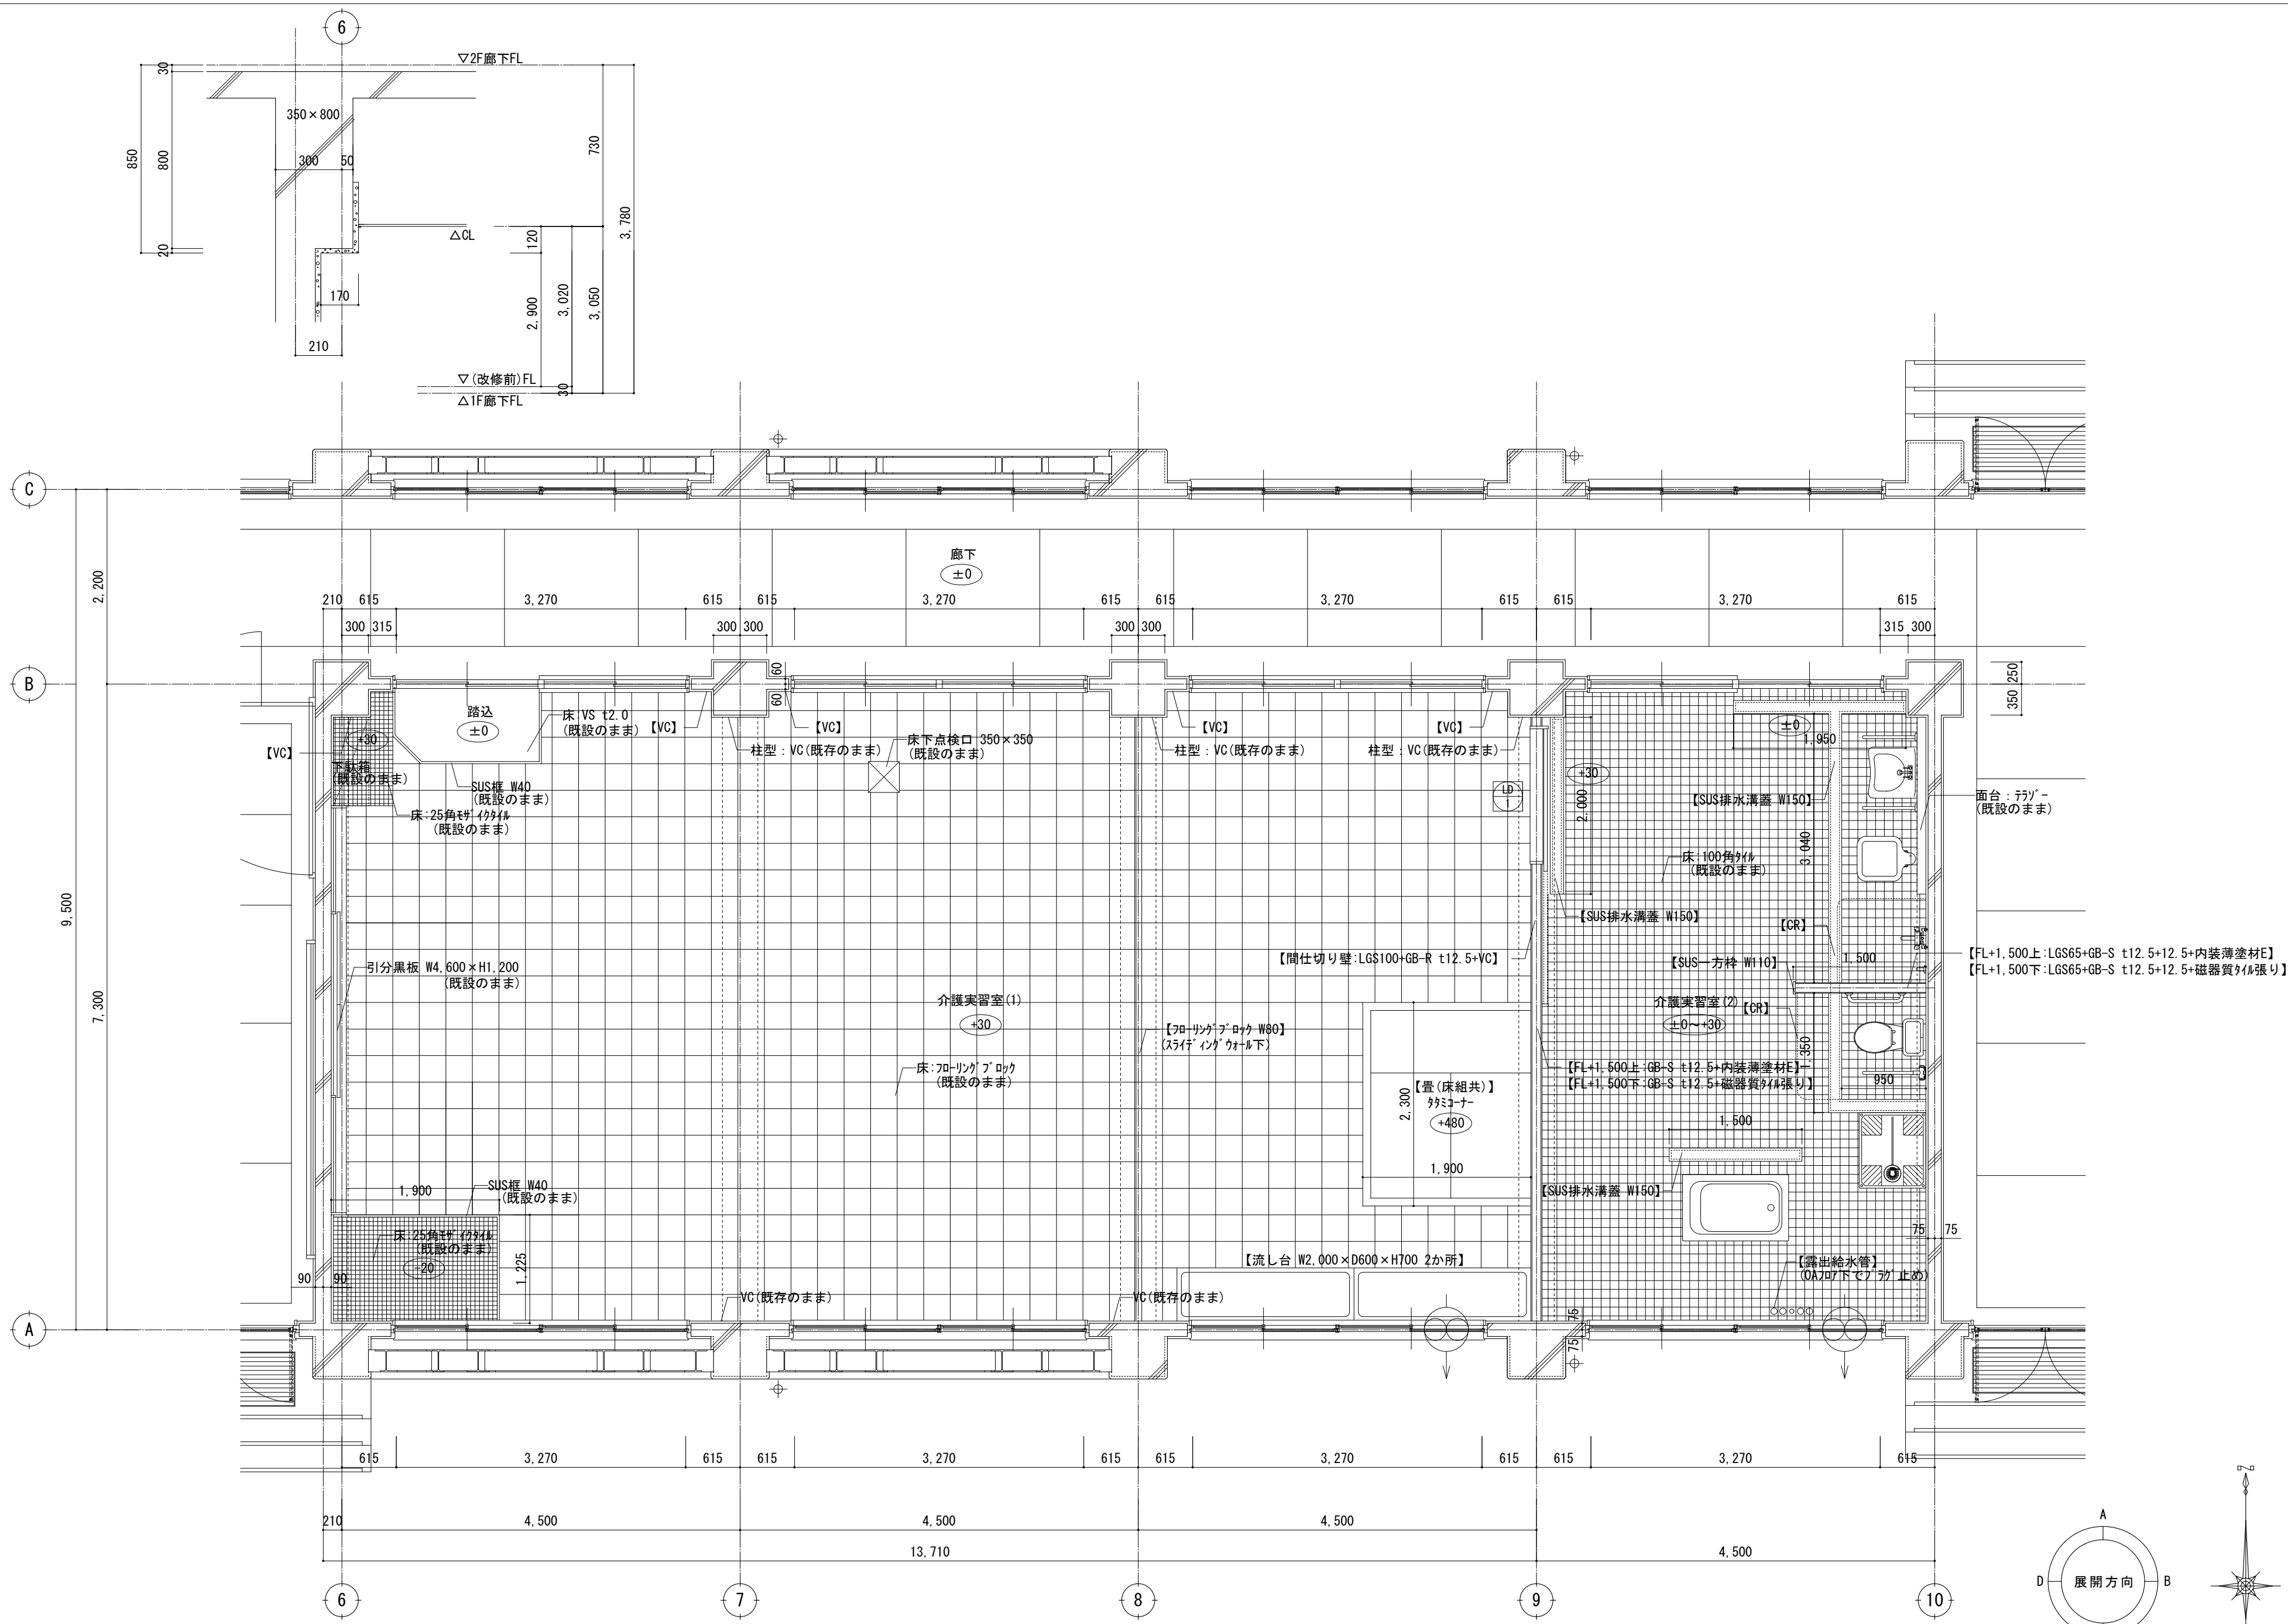 6
▽2F廊下FL
30
350×800
850
800
300
50
730
3,780
△CL
120
20
170
2,900
3,020
3,050
210
▽(改修前)FL
30
△1F廊下FL
C
2,200
廊下
±0
210
615
3,270
615
615
3,270
615
615
3,270
615
615
3,270
615
300
315
300
300
300
300
315
300
B
60
60
250
350
踏込
±0
床:VS t2.0
(既設のまま)
【VC】
【VC】
【VC】
【VC】
±0
1,950
+30
【VC】
柱型：VC(既存のまま)
床下点検口 350×350
(既設のまま)
柱型：VC(既存のまま)
柱型：VC(既存のまま)
下駄箱
(既設のまま)
SUS框 W40
(既設のまま)
LD
1
+30
2,000
【SUS排水溝蓋 W150】
面台：ﾃﾗｿﾞｰ
(既設のまま)
床:25角ﾓｻﾞｲｸﾀｲﾙ
(既設のまま)
3,040
床:100角ﾀｲﾙ
(既設のまま)
9,500
【SUS排水溝蓋 W150】
【CR】
【間仕切り壁:LGS100+GB-R t12.5+VC】
【SUS一方枠 W110】
1,500
【FL+1,500上:LGS65+GB-S t12.5+12.5+内装薄塗材E】
【FL+1,500下:LGS65+GB-S t12.5+12.5+磁器質ﾀｲﾙ張り】
引分黒板 W4,600×H1,200
(既設のまま)
7,300
介護実習室(1)
+30
介護実習室(2)
【CR】
±0～+30
【ﾌﾛｰﾘﾝｸﾞﾌﾞﾛｯｸ W80】
(ｽﾗｲﾃﾞｨﾝｸﾞｳｫｰﾙ下)
床:ﾌﾛｰﾘﾝｸﾞﾌﾞﾛｯｸ
(既設のまま)
【FL+1,500上:GB-S t12.5+内装薄塗材E】
【FL+1,500下:GB-S t12.5+磁器質ﾀｲﾙ張り】
950
【畳(床組共)】
ﾀﾀﾐｺｰﾅｰ
+480
2,300
1,500
1,900
1,900
SUS框 W40
(既設のまま)
【SUS排水溝蓋 W150】
床:25角ﾓｻﾞｲｸﾀｲﾙ
(既設のまま)
-20
1,225
75
75
【流し台 W2,000×D600×H700 2か所】
【露出給水管】
(OAﾌﾛｱ下でﾌﾟﾗｸﾞ止め)
90
90
VC(既存のまま)
VC(既存のまま)
75
75
A
615
3,270
615
615
3,270
615
615
3,270
615
615
3,270
615
210
4,500
4,500
4,500
13,710
4,500
6
7
8
9
10
A
D
展開方向
B